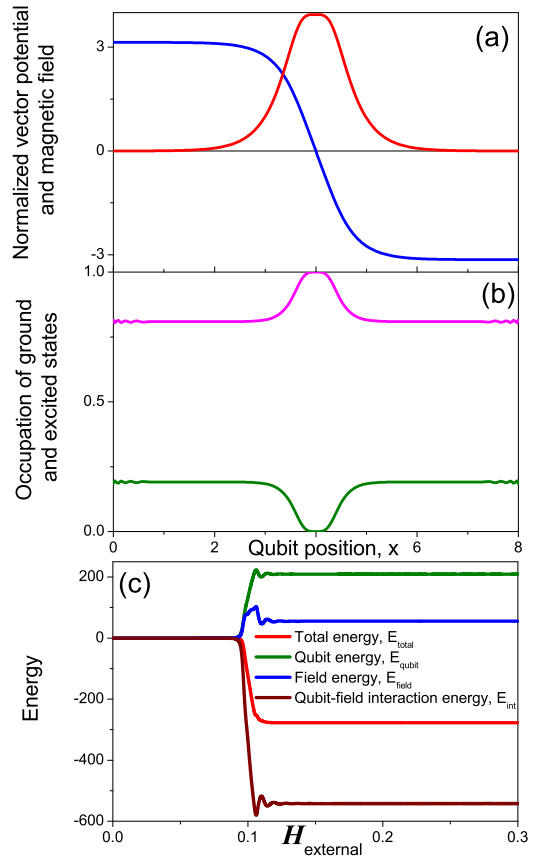 (a)
Normalized vector potential
and magnetic field
3
0
-3
(b)
Occupation of ground
and excited states
1.0
0.5
0.0
0 2 4 6 8
Qubit position, x
(c)
Energy
200
0
-200
-400
-600
Total energy, E_total
Qubit energy, E_qubit
Field energy, E_field
Qubit-field interaction energy, E_int
0.0 0.1 0.2 0.3
H_external